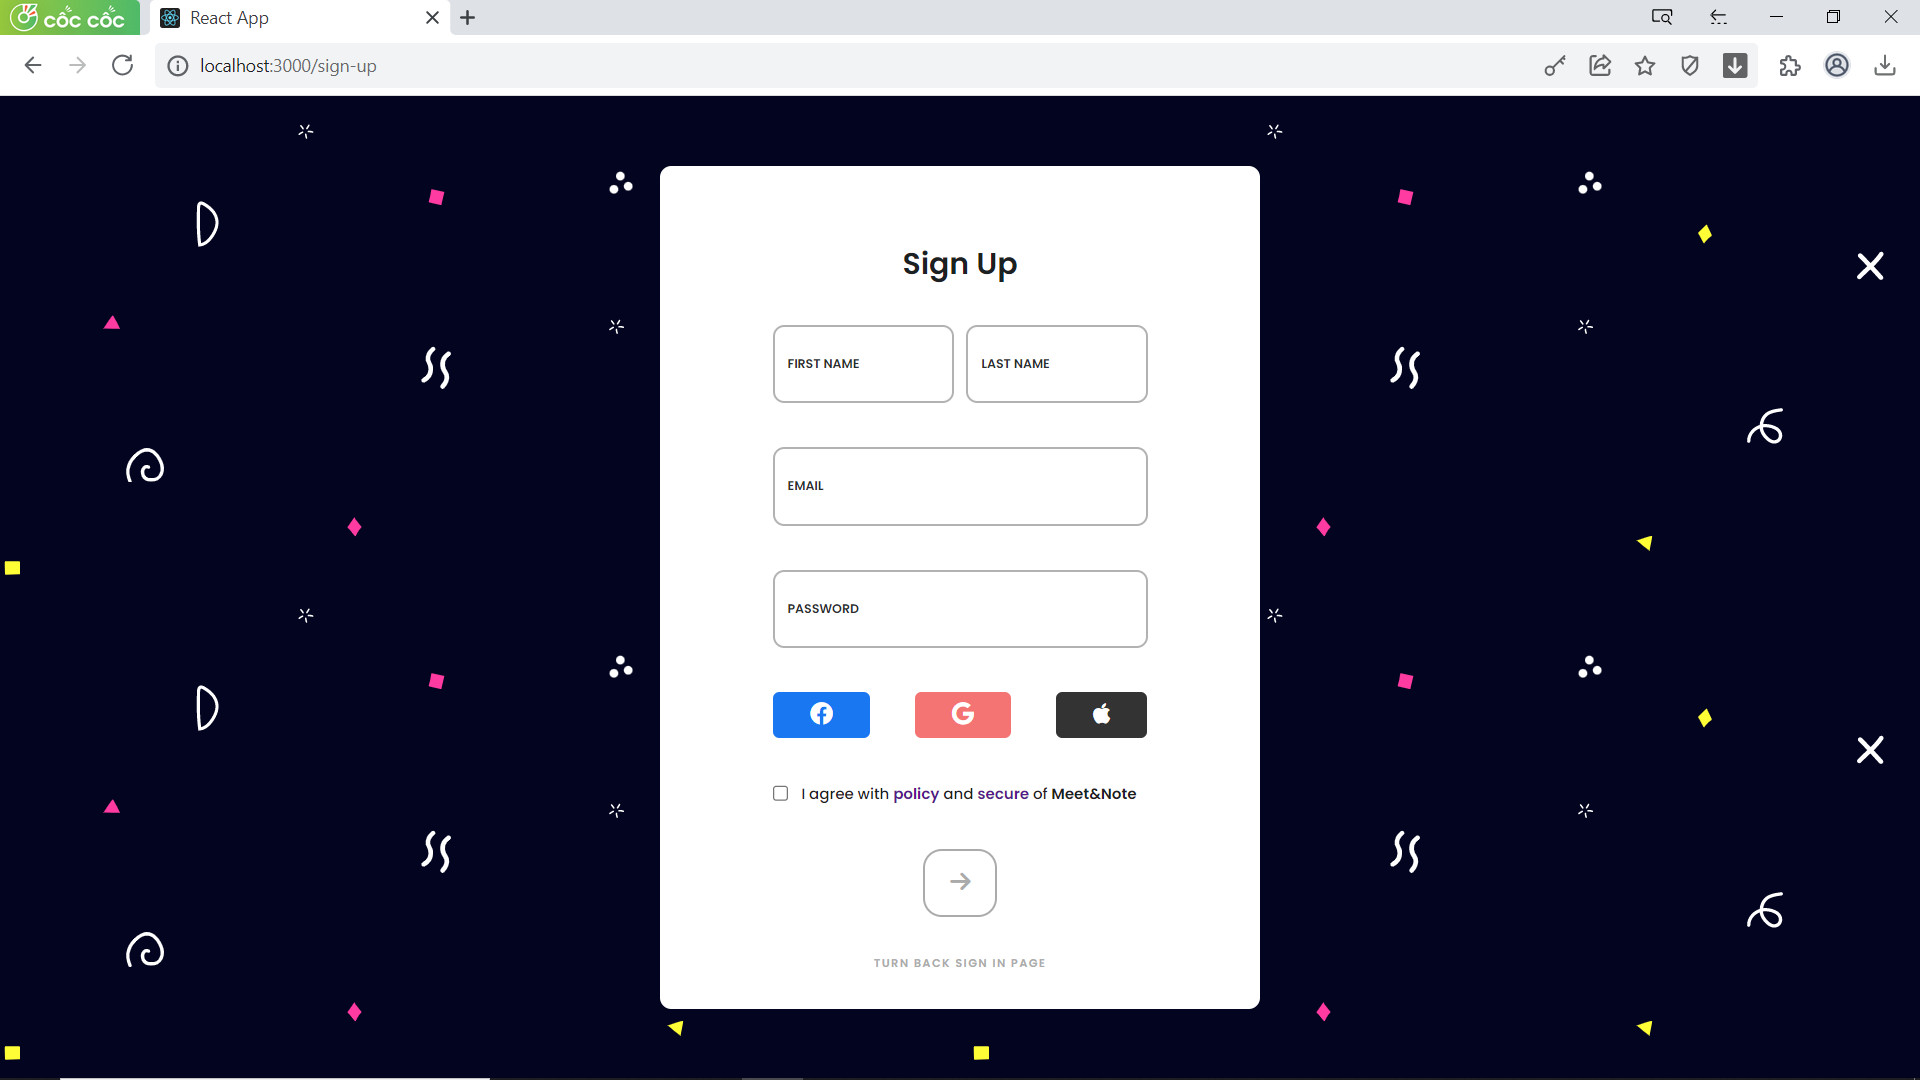 cốc cốc
React App
localhost:3000/sign-up
Sign Up
FIRST NAME
LAST NAME
EMAIL
PASSWORD
I agree with policy and secure of Meet&Note
TURN BACK SIGN IN PAGE